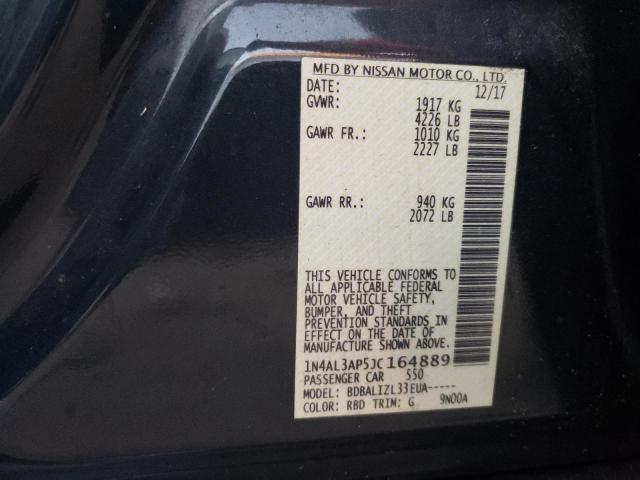 MFD BY NISSAN MOTOR CO., LTD.
DATE: 12/17
GVWR: 1917 KG
4226 LB
GAWR FR.: 1010 KG
2227 LB
GAWR RR.: 940 KG
2072 LB
THIS VEHICLE CONFORMS TO
ALL APPLICABLE FEDERAL
MOTOR VEHICLE SAFETY,
BUMPER, AND THEFT
PREVENTION STANDARDS IN
EFFECT ON THE DATE OF
MANUFACTURE SHOWN ABOVE.
1N4AL3AP5JC164889
PASSENGER CAR 550
MODEL: BDBALIZL33EUA-----
COLOR: RBD TRIM: G 9N00A